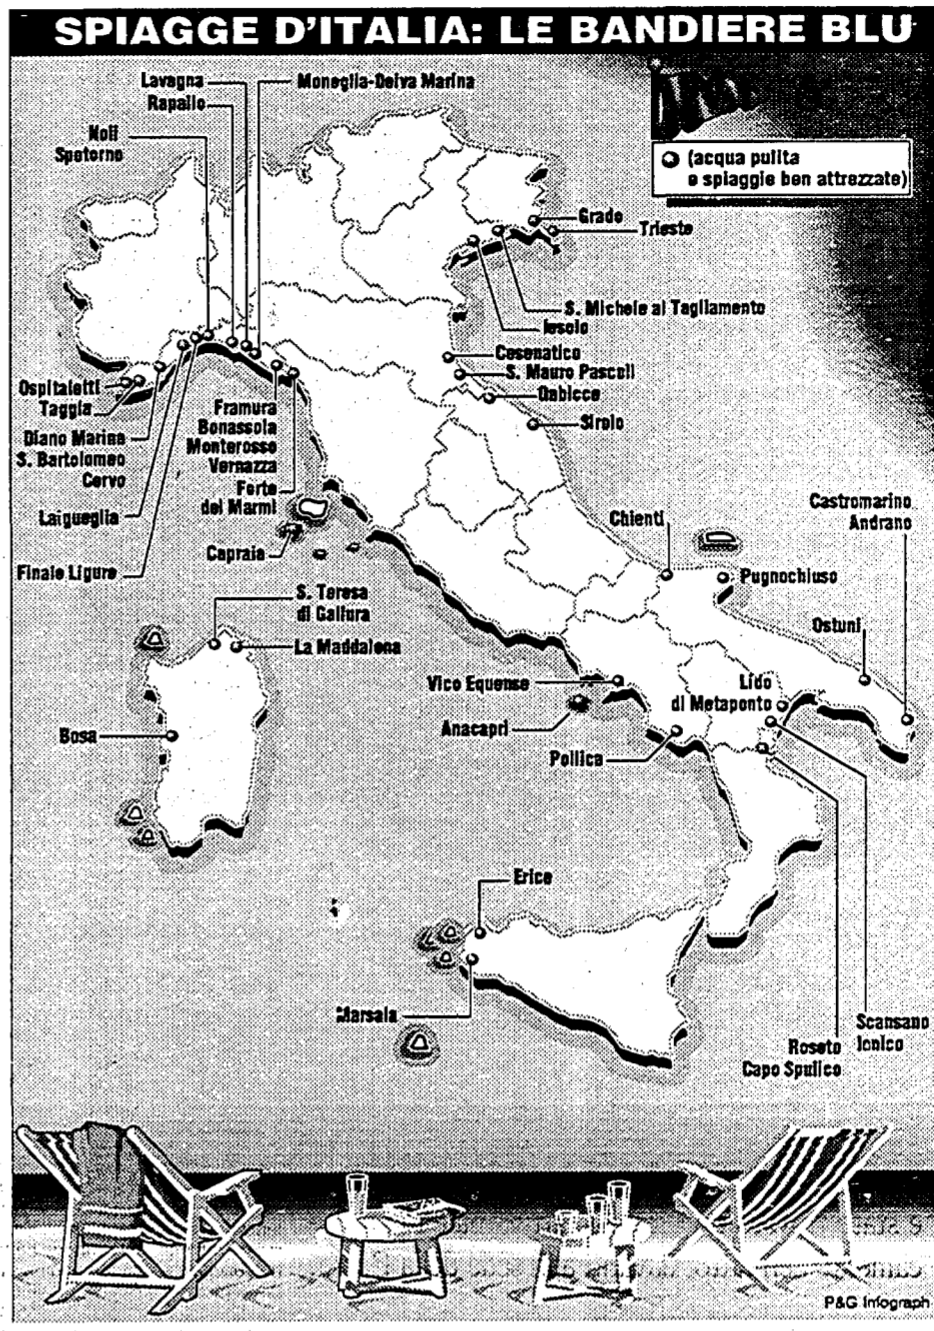 SPIAGGE D'ITALIA: LE BANDIERE BLU
Lavagna
Rapallo
Moneglia-Deiva Marina
Noli
Spotorno
(acqua pulita
e spiaggie ben attrezzate)
Grado
Trieste
S. Michele al Tagliamento
Iesolo
Cesenatico
S. Mauro Pascoli
Gabicce
Sirolo
Ospitaletti
Taggia
Diano Marina
S. Bartolomeo
Cervo
Laigueglia
Finale Ligure
Framura
Bonassola
Monterosso
Vernazza
Forte
dei Marmi
Capraia
Chienti
Castromarino
Andrano
Pugnochiuso
Ostuni
S. Teresa
di Gallura
La Maddalena
Vico Equense
Lido
di Metaponto
Anacapri
Bosa
Pollica
Erice
Marsala
Scansano
Ionico
Roseto
Capo Spulico
P&G Infograph